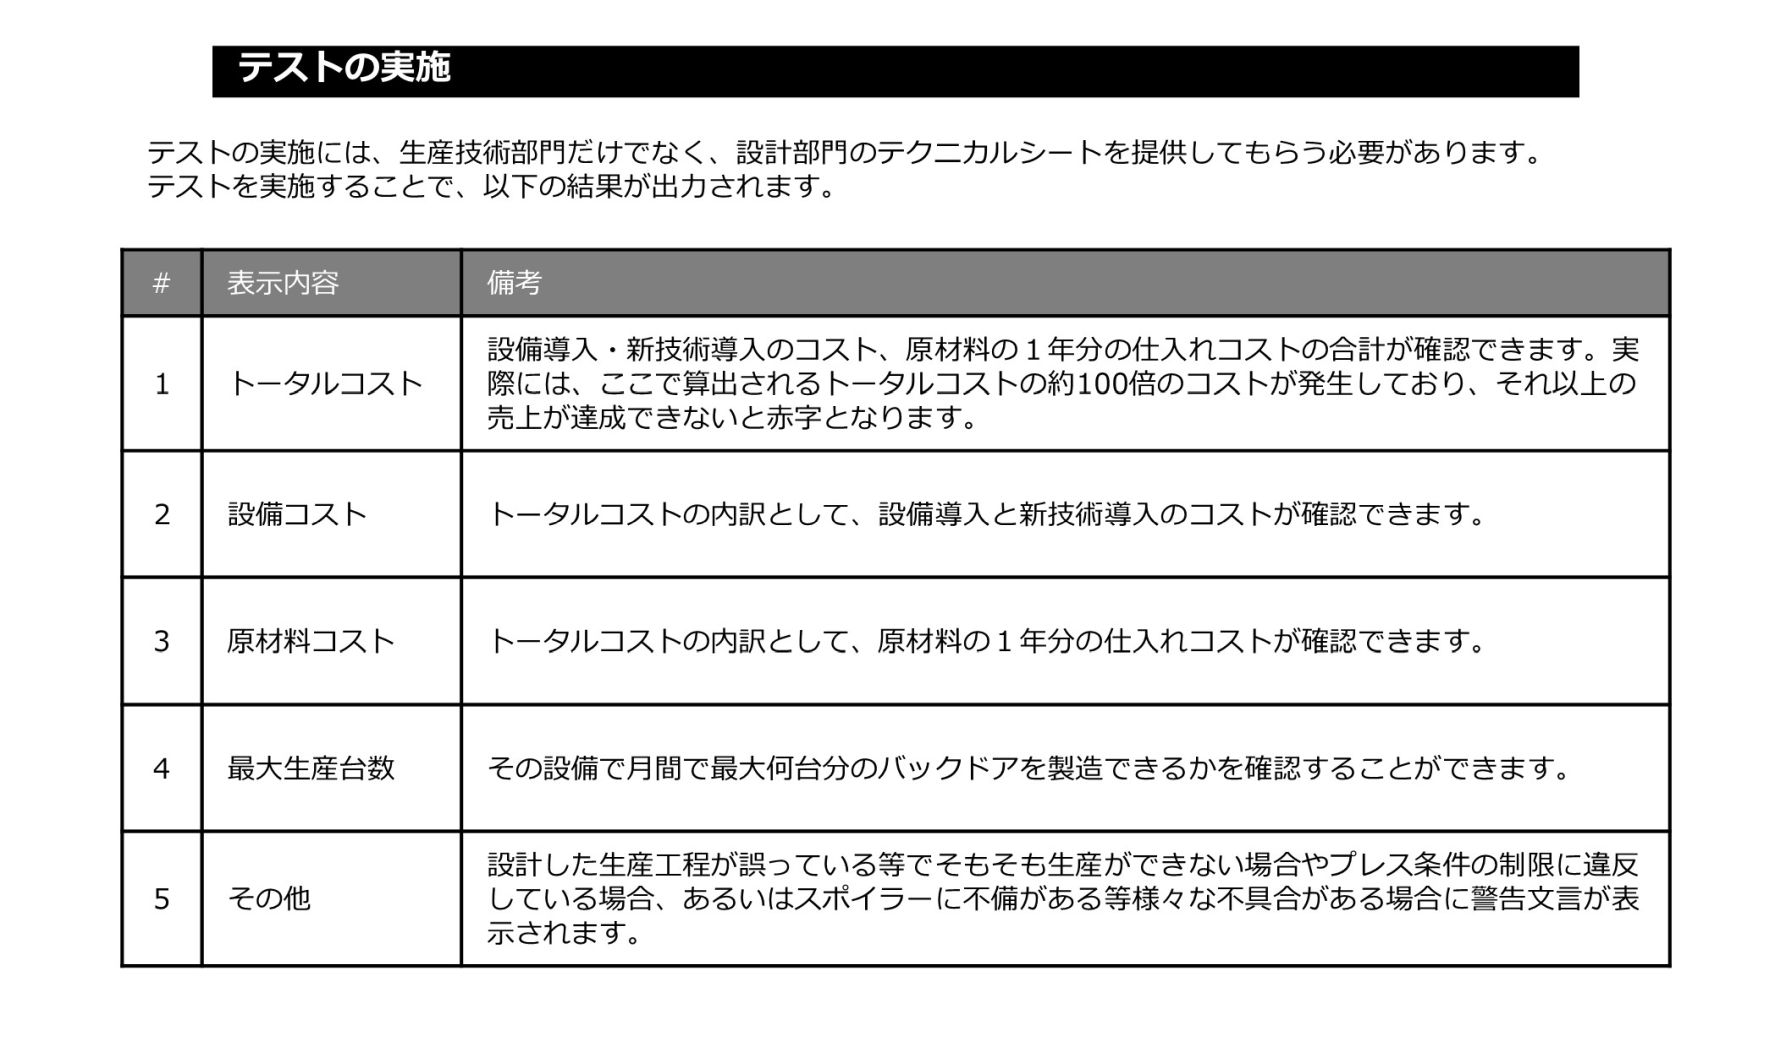 テストの実施
テストの実施には、生産技術部門だけでなく、設計部門のテクニカルシートを提供してもらう必要があります。
テストを実施することで、以下の結果が出力されます。
# 表示内容 備考
1 トータルコスト 設備導入・新技術導入のコスト、原材料の１年分の仕入れコストの合計が確認できます。実
際には、ここで算出されるトータルコストの約100倍のコストが発生しており、それ以上の
売上が達成できないと赤字となります。
2 設備コスト トータルコストの内訳として、設備導入と新技術導入のコストが確認できます。
3 原材料コスト トータルコストの内訳として、原材料の１年分の仕入れコストが確認できます。
4 最大生産台数 その設備で月間で最大何台分のバックドアを製造できるかを確認することができます。
5 その他 設計した生産工程が誤っている等でそもそも生産ができない場合やプレス条件の制限に違反
している場合、あるいはスポイラーに不備がある等様々な不具合がある場合に警告文言が表
示されます。